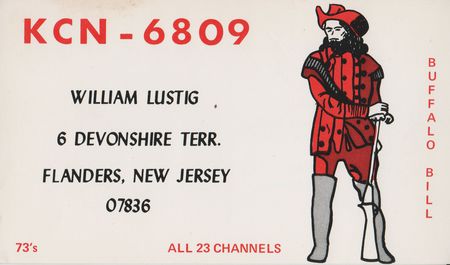 KCN - 6809
WILLIAM LUSTIG
6 DEVONSHIRE TERR.
FLANDERS, NEW JERSEY
07836
BUFFALO BILL
73's
ALL 23 CHANNELS